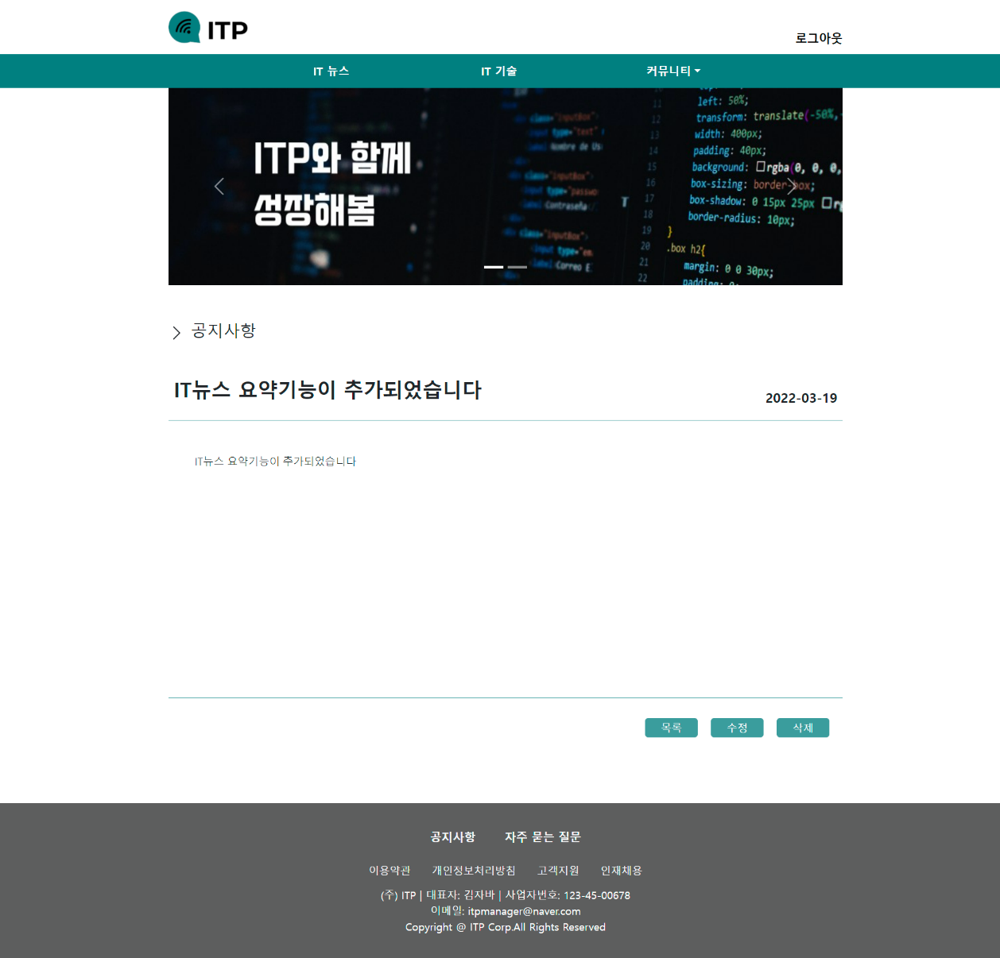 ITP
로그아웃
IT 뉴스
IT 기술
커뮤니티
ITP와 함께
성장해봄
left: 50%;
transform: translate(-50%,
width: 400px;
padding: 40px;
background: rgba(0, 0, 0,
box-sizing: border-box;
box-shadow: 0 15px 25px rg
border-radius: 10px;
}
.box h2{
margin: 0 0 30px;
padding: 0;
11
12
13
14
15
16
17
18
19
20
21
22
공지사항
IT뉴스 요약기능이 추가되었습니다
2022-03-19
IT뉴스 요약기능이 추가되었습니다
목록
수정
삭제
공지사항
자주 묻는 질문
이용약관
개인정보처리방침
고객지원
인재채용
(주) ITP | 대표자: 김자바 | 사업자번호: 123-45-00678
이메일: itpmanager@naver.com
Copyright @ ITP Corp.All Rights Reserved